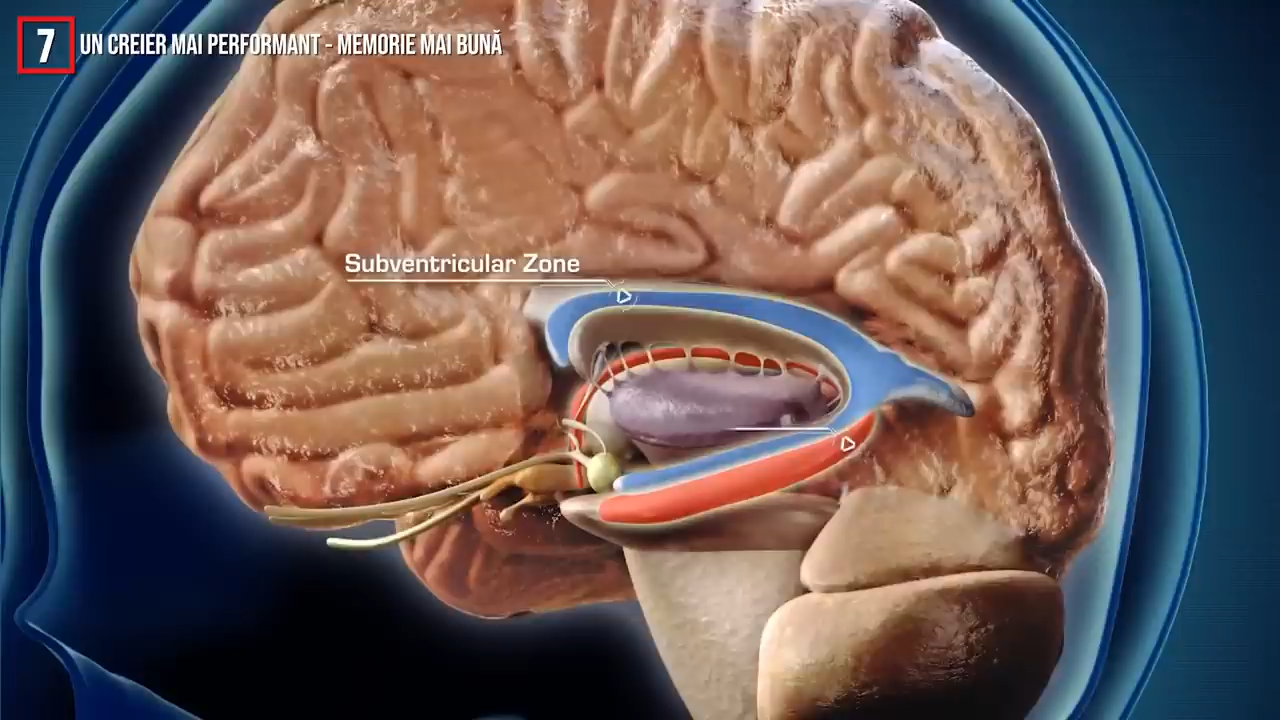 7 UN CREIER MAI PERFORMANT - MEMORIE MAI BUNĂ
Subventricular Zone